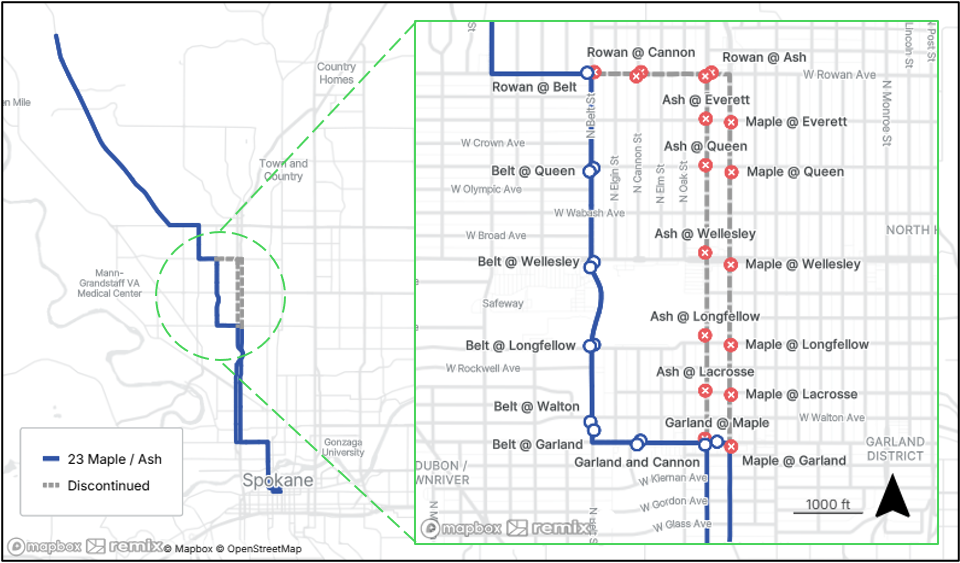 Country
Homes
en Mile
Town and
Country
Mann-
Grandstaff VA
Medical Center
Gonzaga
University
Spokane
23 Maple / Ash
Discontinued
mapbox remix © Mapbox © OpenStreetMap
St
Lincoln St
N Post St
Rowan @ Cannon
Rowan @ Ash
Rowan @ Belt
W Rowan Ave
N Belt St
N Monroe St
Ash @ Everett
Maple @ Everett
W Crown Ave
Ash @ Queen
N Cannon St
Belt @ Queen
N Elgin St
N Elm St
N Oak St
Maple @ Queen
W Olympic Ave
W Wabash Ave
W Broad Ave
Ash @ Wellesley
NORTH H
Belt @ Wellesley
Maple @ Wellesley
Safeway
Ash @ Longfellow
Belt @ Longfellow
Maple @ Longfellow
W Rockwell Ave
Ash @ Lacrosse
Maple @ Lacrosse
Belt @ Walton
Garland @ Maple
W Walton Ave
Belt @ Garland
GARLAND
DISTRICT
Garland and Cannon
Maple @ Garland
DUBON /
WNRIVER
W Kiernan Ave
W Gordon Ave
1000 ft
W Glass Ave
mapbox remix